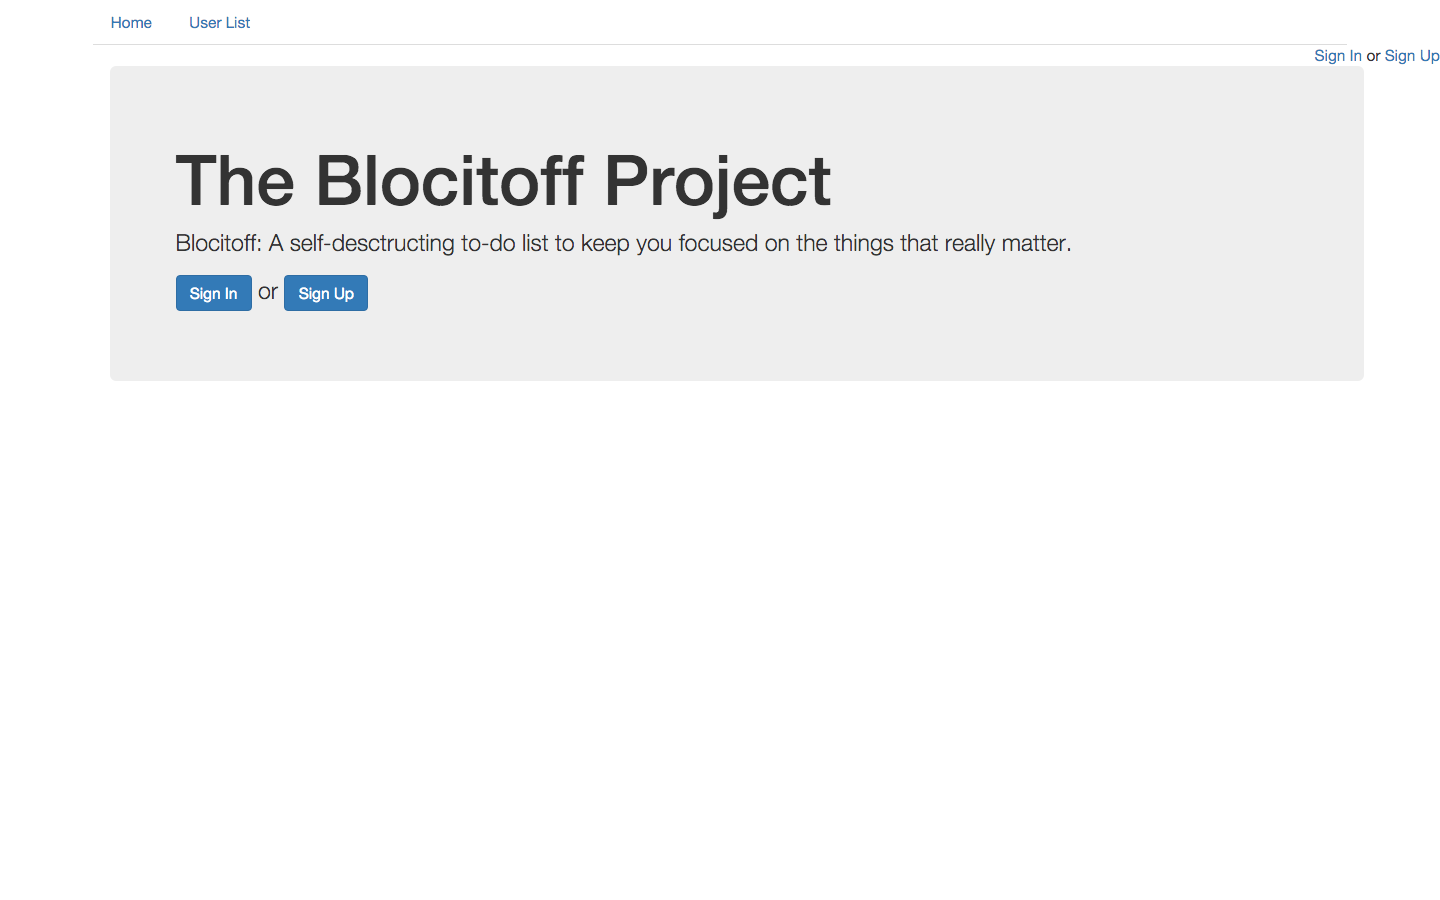 Home User List
Sign In or Sign Up
The Blocitoff Project
Blocitoff: A self-desctructing to-do list to keep you focused on the things that really matter.
Sign In or Sign Up